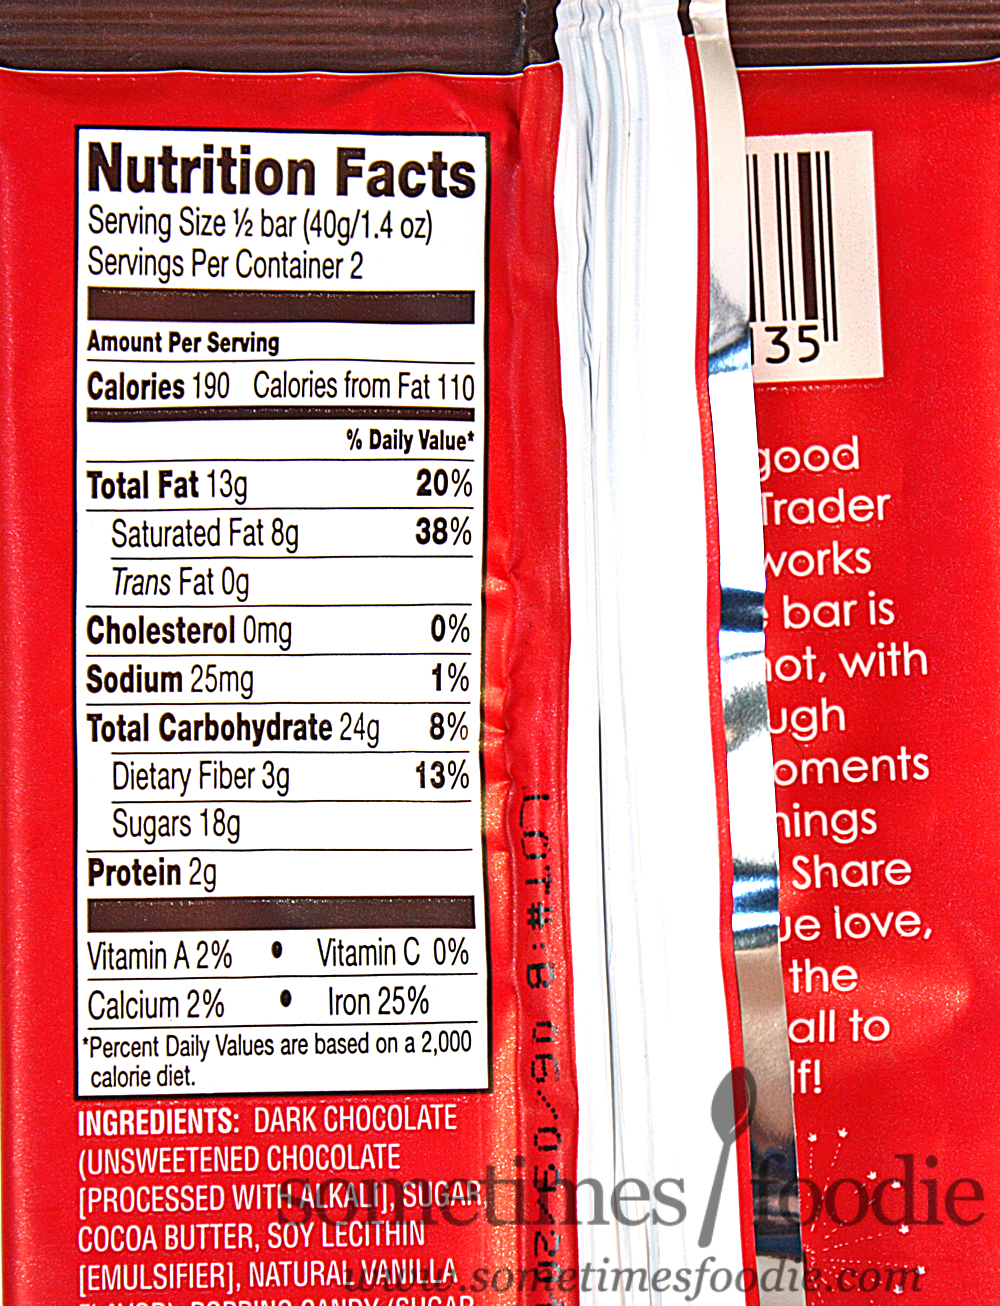 Nutrition Facts
Serving Size ½ bar (40g/1.4 oz)
Servings Per Container 2
Amount Per Serving
Calories 190 Calories from Fat 110
% Daily Value*
Total Fat 13g 20%
Saturated Fat 8g 38%
Trans Fat 0g
Cholesterol 0mg 0%
Sodium 25mg 1%
Total Carbohydrate 24g 8%
Dietary Fiber 3g 13%
Sugars 18g
Protein 2g
Vitamin A 2% • Vitamin C 0%
Calcium 2% • Iron 25%
*Percent Daily Values are based on a 2,000
calorie diet.
INGREDIENTS: DARK CHOCOLATE
(UNSWEETENED CHOCOLATE
[PROCESSED WITH ALKALI], SUGAR,
COCOA BUTTER, SOY LECITHIN
[EMULSIFIER], NATURAL VANILLA
LOT#:B
35
good
Trader
works
bar is
not, with
ugh
oments
hings
Share
ue love,
the
all to
lf!
sometimes foodie
www.sometimesfoodie.com